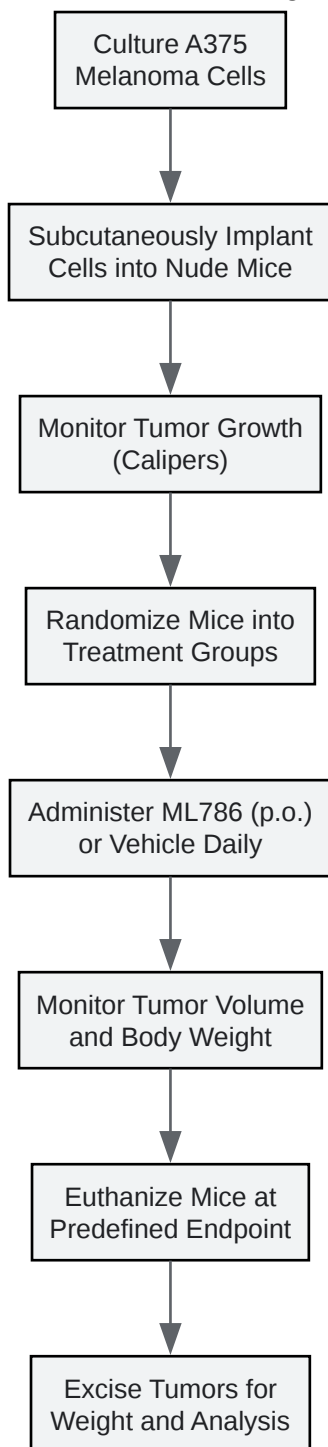 Culture A375
Melanoma Cells
Subcutaneously Implant
Cells into Nude Mice
Monitor Tumor Growth
(Calipers)
Randomize Mice into
Treatment Groups
Administer ML786 (p.o.)
or Vehicle Daily
Monitor Tumor Volume
and Body Weight
Euthanize Mice at
Predefined Endpoint
Excise Tumors for
Weight and Analysis